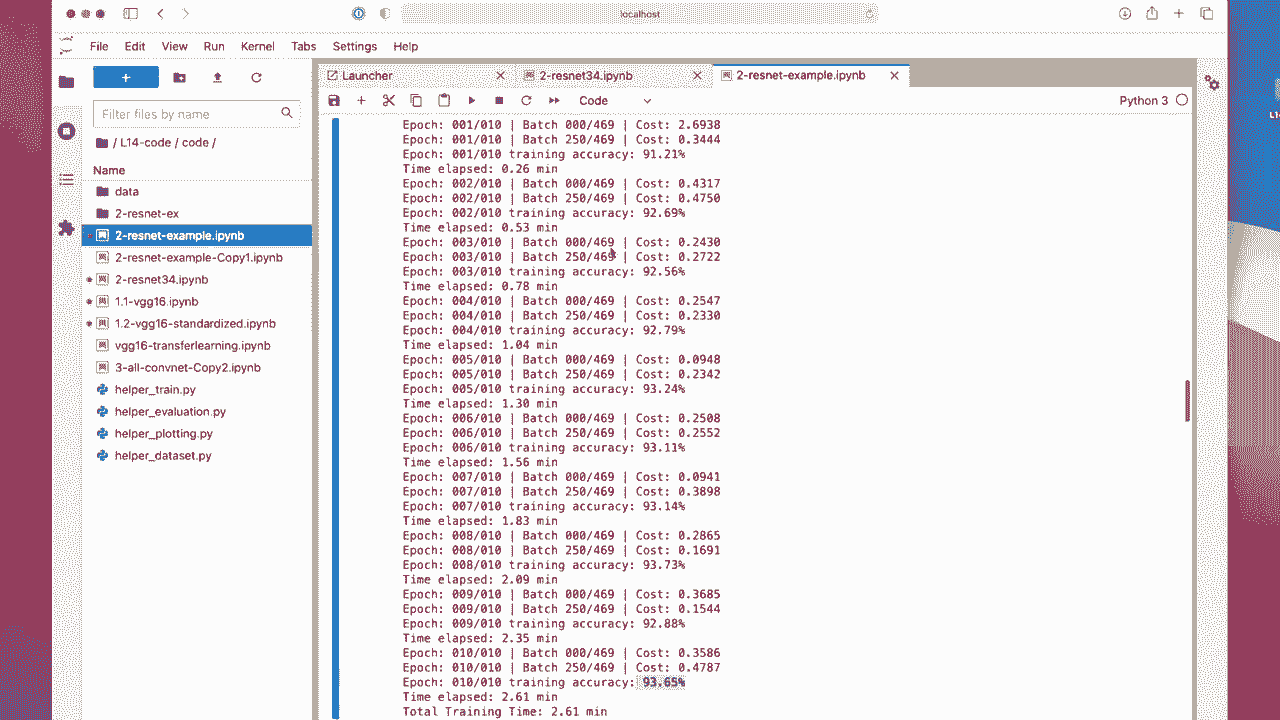 localhost
File Edit View Run Kernel Tabs Settings Help
Launcher
2-resnet34.ipynb
2-resnet-example.ipynb
Filter files by name
Code
Python 3
/ L14-code / code /
Name
data
2-resnet-ex
2-resnet-example.ipynb
2-resnet-example-Copy1.ipynb
2-resnet34.ipynb
1.1-vgg16.ipynb
1.2-vgg16-standardized.ipynb
vgg16-transferlearning.ipynb
3-all-convnet-Copy2.ipynb
helper_train.py
helper_evaluation.py
helper_plotting.py
helper_dataset.py
Epoch: 001/010 | Batch 000/469 | Cost: 2.6938
Epoch: 001/010 | Batch 250/469 | Cost: 0.3444
Epoch: 001/010 training accuracy: 91.21%
Time elapsed: 0.26 min
Epoch: 002/010 | Batch 000/469 | Cost: 0.4317
Epoch: 002/010 | Batch 250/469 | Cost: 0.4750
Epoch: 002/010 training accuracy: 92.69%
Time elapsed: 0.53 min
Epoch: 003/010 | Batch 000/469 | Cost: 0.2430
Epoch: 003/010 | Batch 250/469 | Cost: 0.2722
Epoch: 003/010 training accuracy: 92.56%
Time elapsed: 0.78 min
Epoch: 004/010 | Batch 000/469 | Cost: 0.2547
Epoch: 004/010 | Batch 250/469 | Cost: 0.2330
Epoch: 004/010 training accuracy: 92.79%
Time elapsed: 1.04 min
Epoch: 005/010 | Batch 000/469 | Cost: 0.0948
Epoch: 005/010 | Batch 250/469 | Cost: 0.2342
Epoch: 005/010 training accuracy: 93.24%
Time elapsed: 1.30 min
Epoch: 006/010 | Batch 000/469 | Cost: 0.2508
Epoch: 006/010 | Batch 250/469 | Cost: 0.2552
Epoch: 006/010 training accuracy: 93.11%
Time elapsed: 1.56 min
Epoch: 007/010 | Batch 000/469 | Cost: 0.0941
Epoch: 007/010 | Batch 250/469 | Cost: 0.3898
Epoch: 007/010 training accuracy: 93.14%
Time elapsed: 1.83 min
Epoch: 008/010 | Batch 000/469 | Cost: 0.2865
Epoch: 008/010 | Batch 250/469 | Cost: 0.1691
Epoch: 008/010 training accuracy: 93.73%
Time elapsed: 2.09 min
Epoch: 009/010 | Batch 000/469 | Cost: 0.3685
Epoch: 009/010 | Batch 250/469 | Cost: 0.1544
Epoch: 009/010 training accuracy: 92.88%
Time elapsed: 2.35 min
Epoch: 010/010 | Batch 000/469 | Cost: 0.3586
Epoch: 010/010 | Batch 250/469 | Cost: 0.4787
Epoch: 010/010 training accuracy: 93.65%
Time elapsed: 2.61 min
Total Training Time: 2.61 min